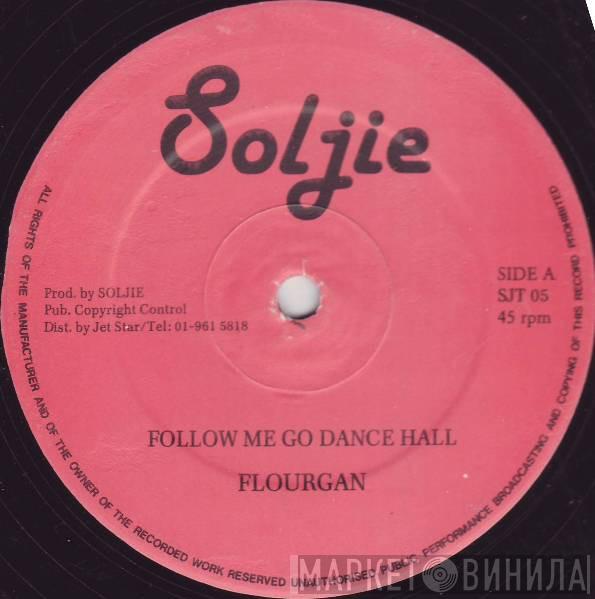 Soljie
Prod. by SOLJIE
Pub. Copyright Control
Dist. by Jet Star/Tel: 01-961 5818
SIDE A
SJT 05
45 rpm
FOLLOW ME GO DANCE HALL
FLOURGAN
ALL RIGHTS OF THE MANUFACTURER AND OF THE OWNER OF THE RECORDED WORK RESERVED UNAUTHORISED PUBLIC PERFORMANCE BROADCASTING AND COPYING OF THIS RECORD PROHIBITED
МАРКЕТ ВИНИЛА